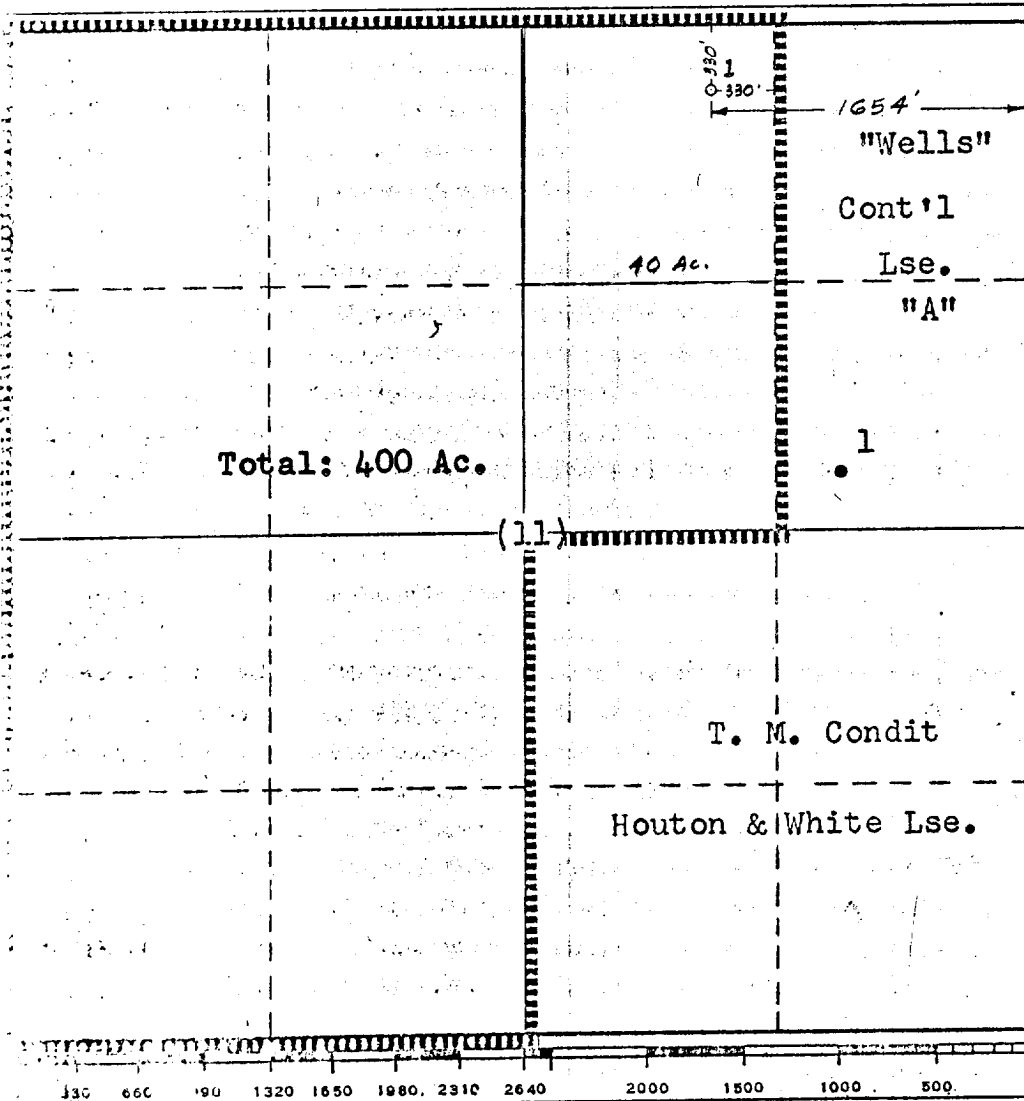 330'
1
330'
1654'
"Wells"
Cont'l
Lse.
"A"
40 Ac.
1
Total: 400 Ac.
(11)
T. M. Condit
Houton & White Lse.
330 660 990 1320 1650 1980. 2310 2640 2000 1500 1000. 500.